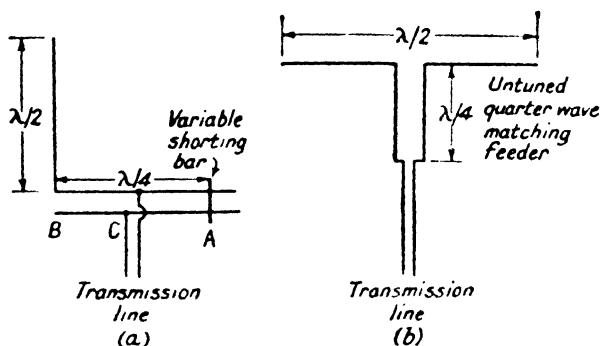 λ/2
Variable
shorting
bar
λ/4
B
C
A
Transmission
line
(a)
λ/2
λ/4
Untuned
quarter wave
matching
feeder
Transmission
line
(b)